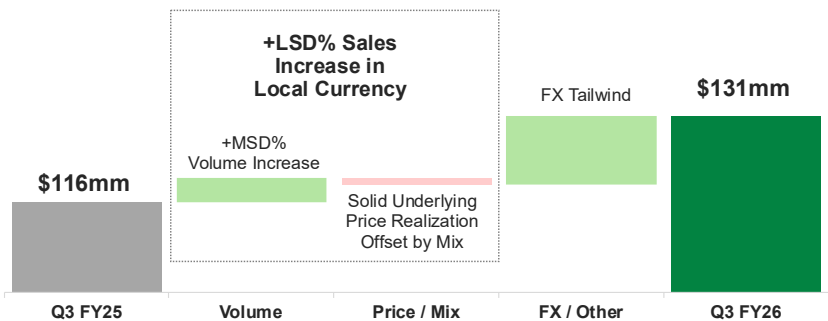 +LSD% Sales
Increase in
Local Currency
$116mm
+MSD%
Volume Increase
Solid Underlying
Price Realization
Offset by Mix
FX Tailwind
$131mm
Q3 FY25
Volume
Price / Mix
FX / Other
Q3 FY26